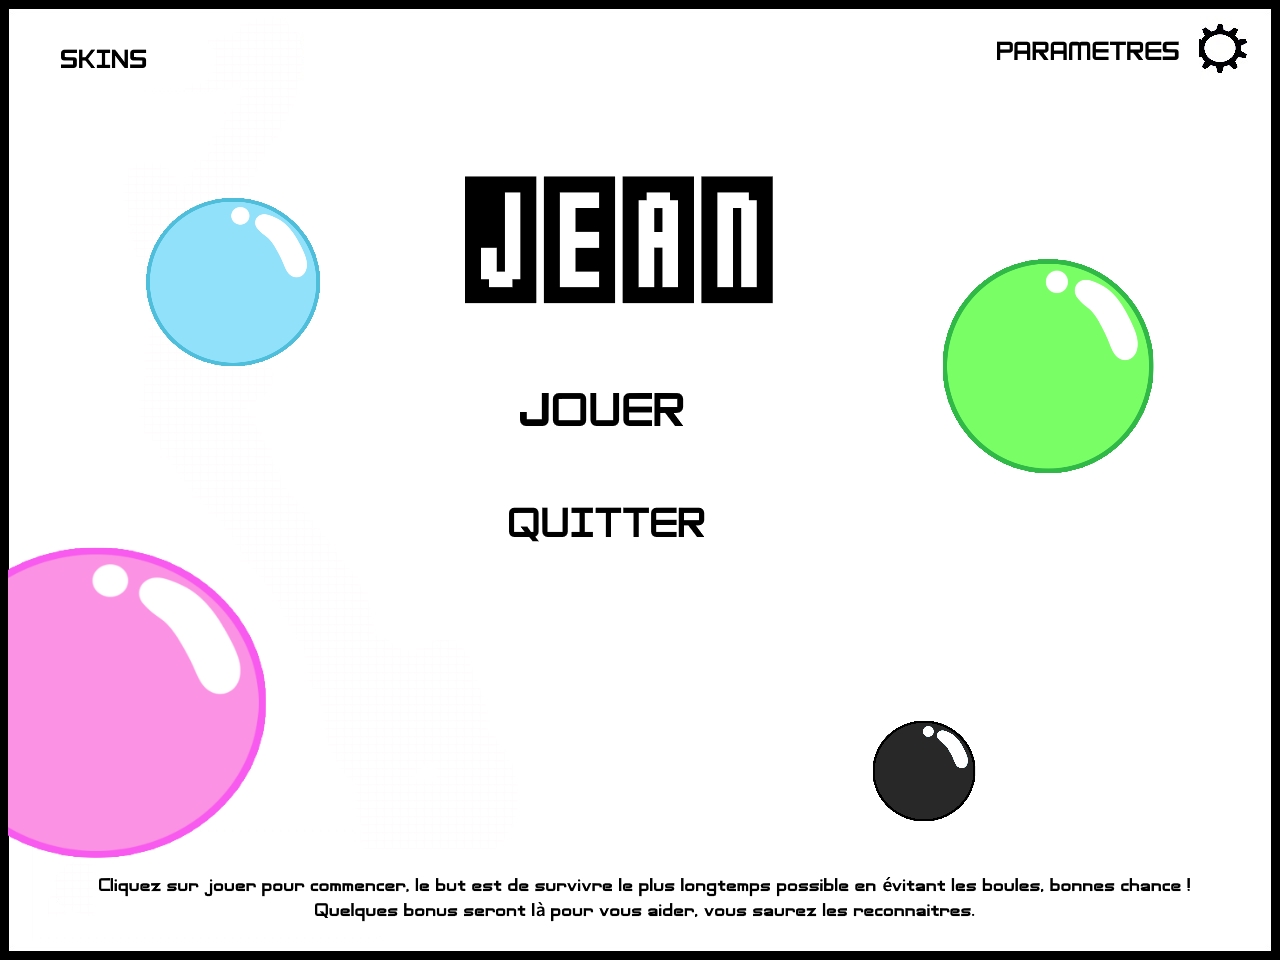 SKINS
PARAMETRES
JEAN
JOUER
QUITTER
Cliquez sur jouer pour commencer, le but est de survivre le plus longtemps possible en évitant les boules, bonnes chance !
Quelques bonus seront là pour vous aider, vous saurez les reconnaitres.